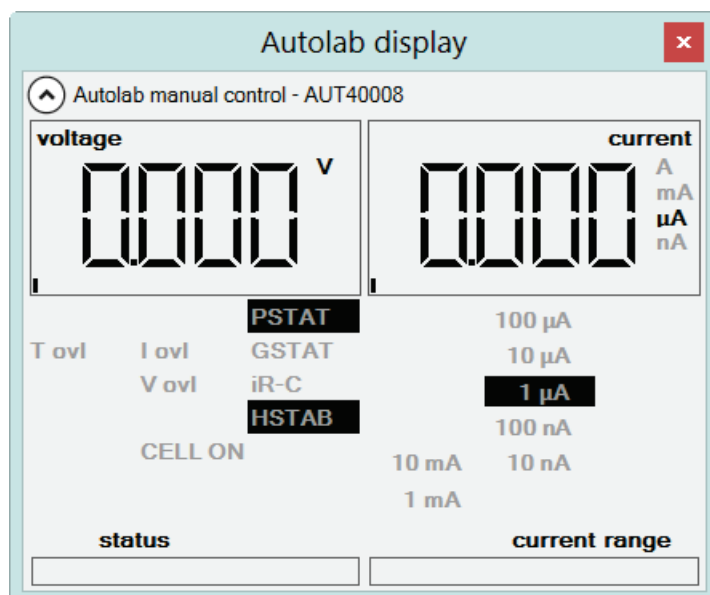 Autolab display
Autolab manual control - AUT40008
voltage
0.000 V
current
0.000
A
mA
µA
nA
PSTAT
T ovl I ovl GSTAT
V ovl iR-C
HSTAB
CELL ON
100 µA
10 µA
1 µA
100 nA
10 mA 10 nA
1 mA
status
current range